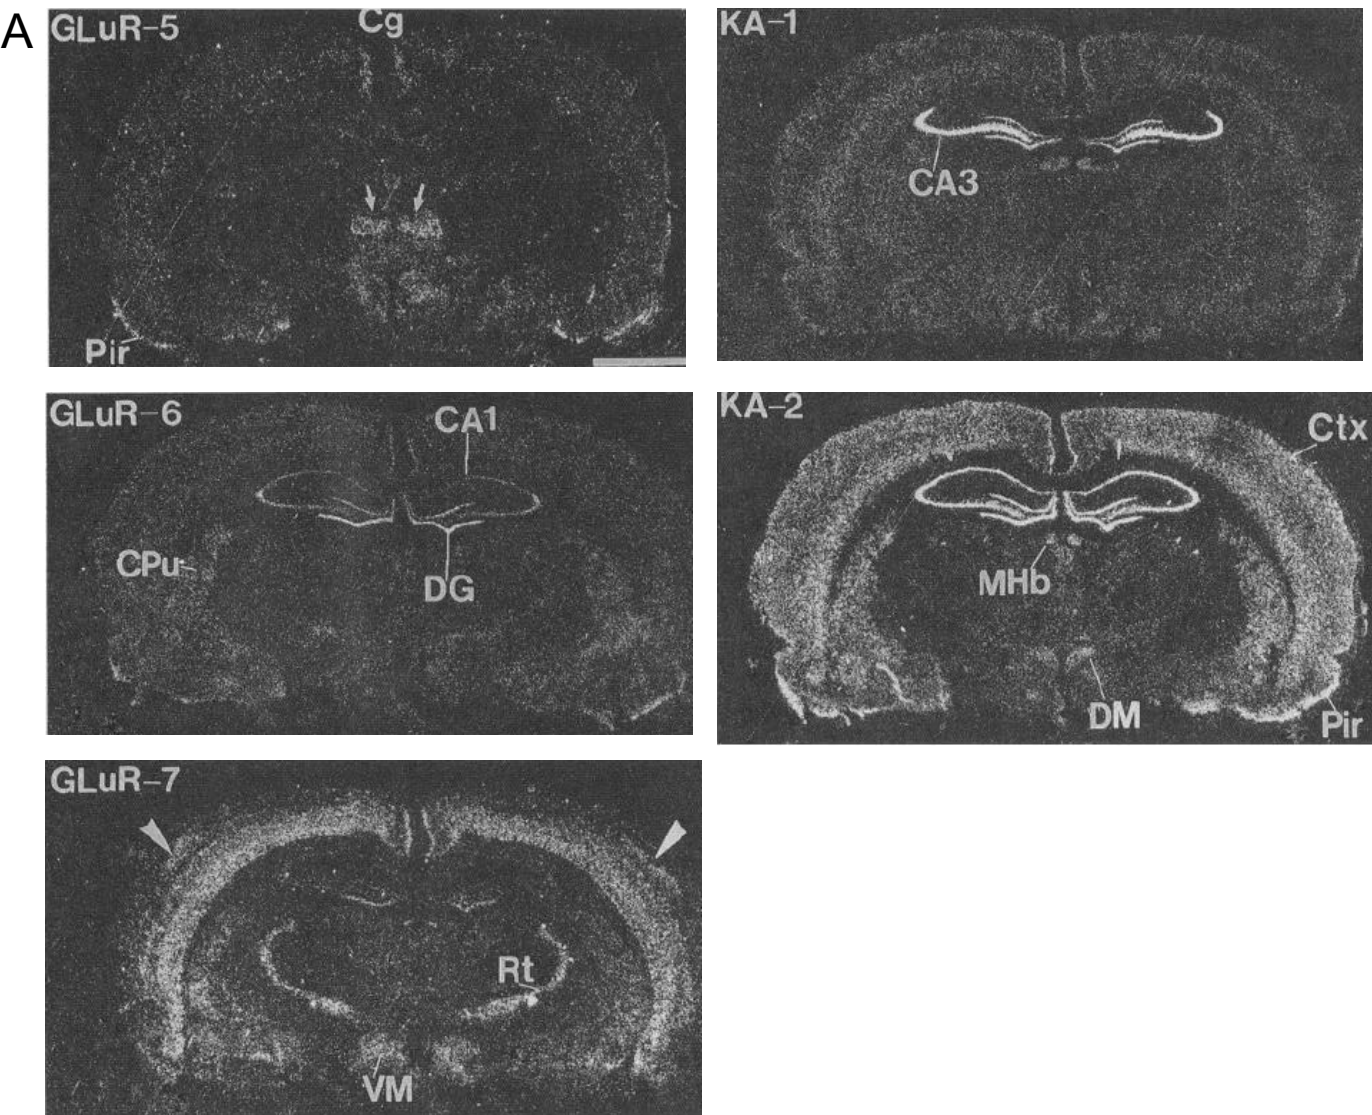 A
GLuR-5
Cg
Pir
KA-1
CA3
GLuR-6
CA1
CPu
DG
KA-2
Ctx
MHb
DM
Pir
GLuR-7
Rt
VM